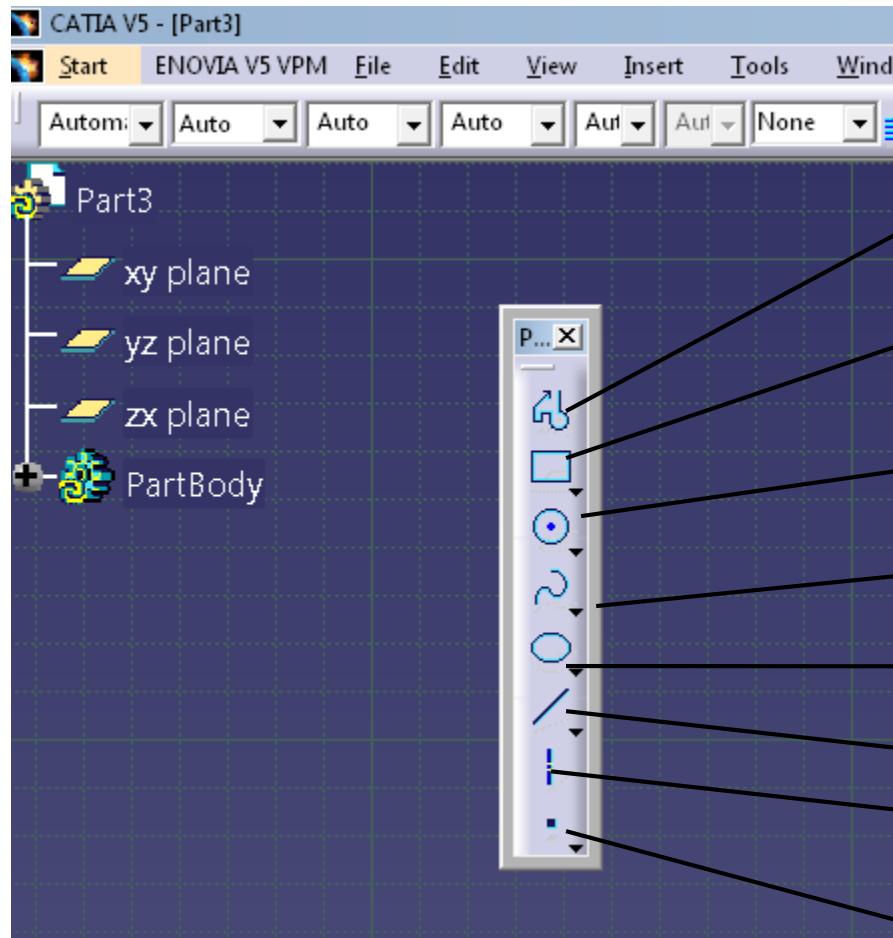 CATIA V5 - [Part3]
Start ENOVIA V5 VPM File Edit View Insert Tools Wind
Autom Auto Auto Auto Aut Aut None
Part3
xy plane
yz plane
zx plane
PartBody
P...